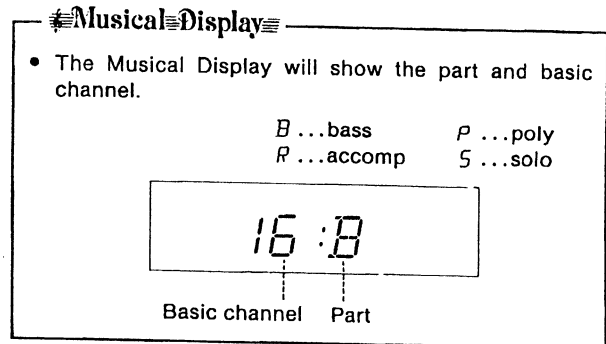 Musical Display
• The Musical Display will show the part and basic
channel.
B ...bass P ...poly
R ...accomp S ...solo
16 :B
Basic channel Part